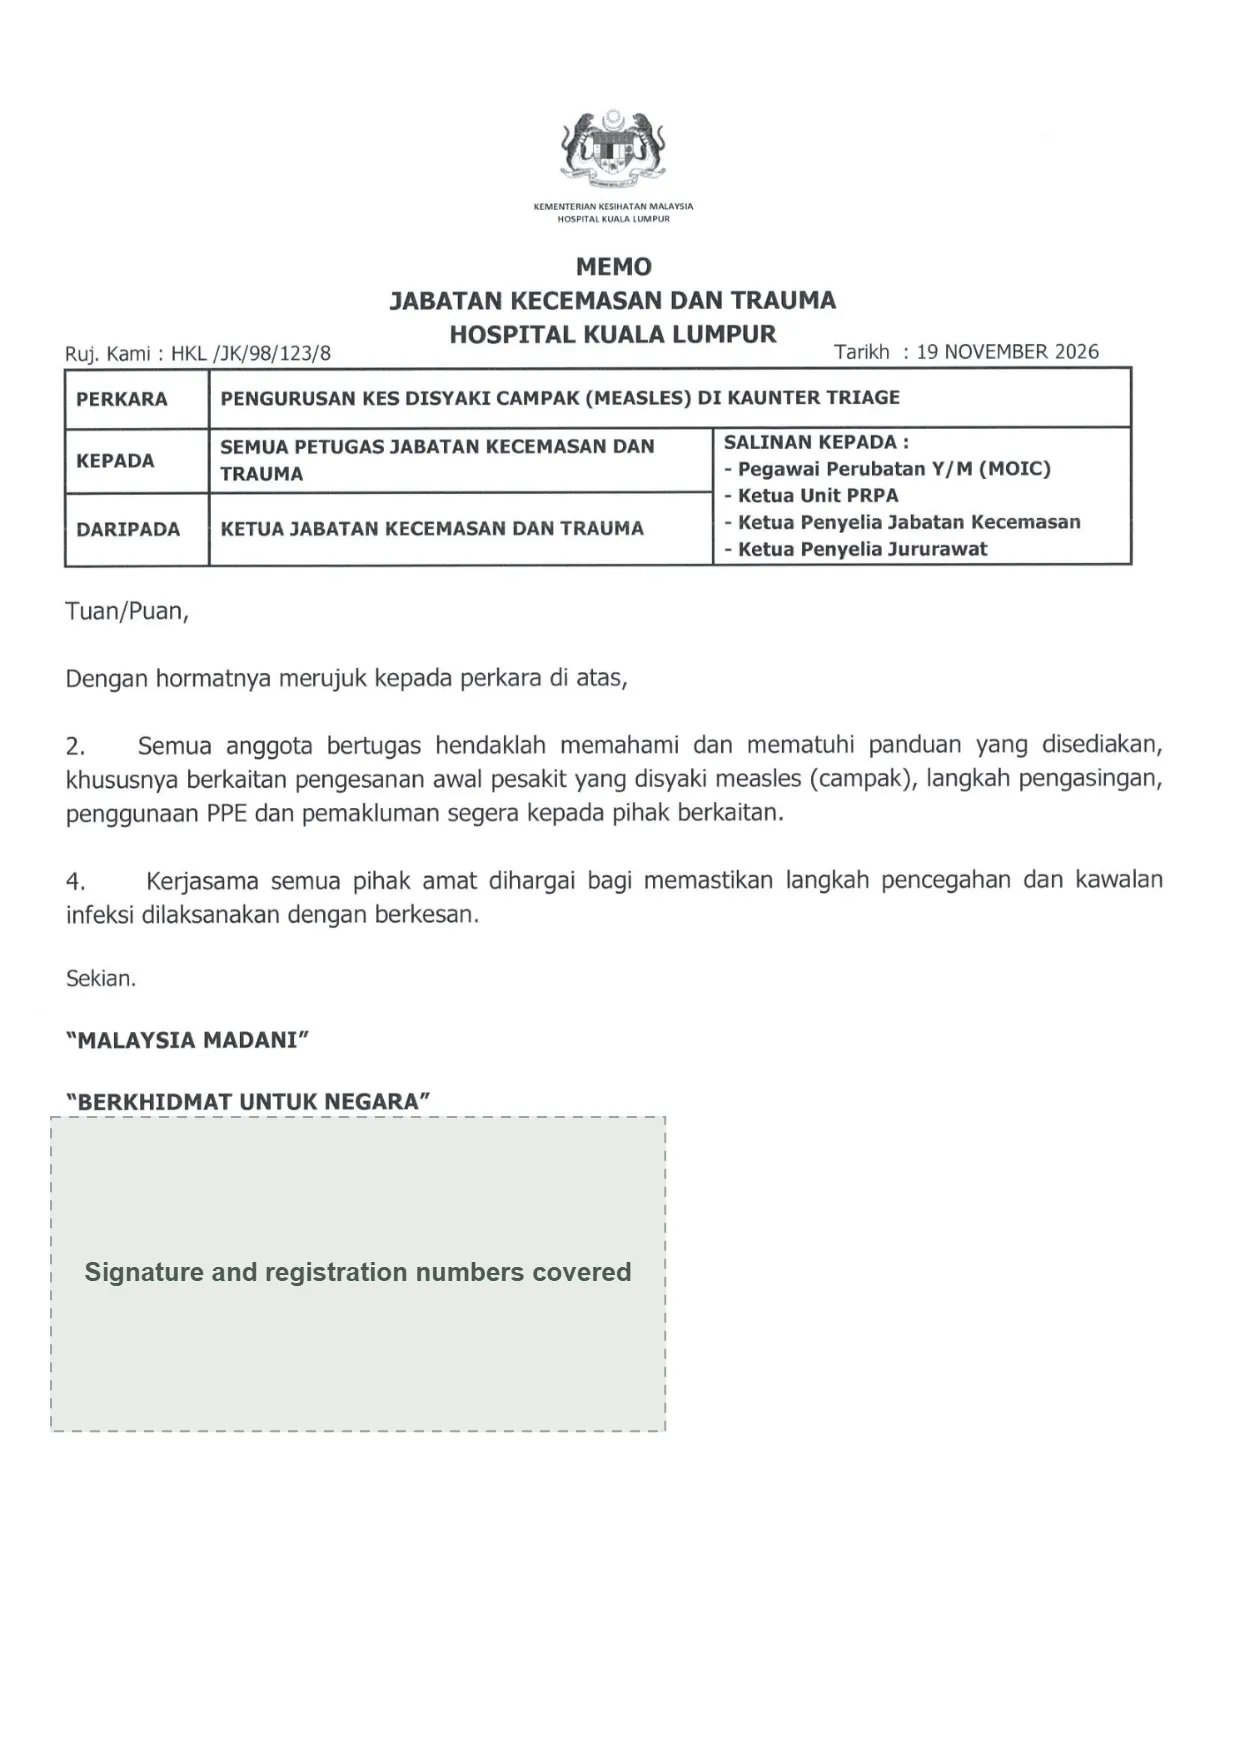 KEMENTERIAN KESIHATAN MALAYSIA
HOSPITAL KUALA LUMPUR
MEMO
JABATAN KECEMASAN DAN TRAUMA
HOSPITAL KUALA LUMPUR
Ruj. Kami : HKL /JK/98/123/8
Tarikh : 19 NOVEMBER 2026
PERKARA
PENGURUSAN KES DISYAKI CAMPAK (MEASLES) DI KAUNTER TRIAGE
KEPADA
SEMUA PETUGAS JABATAN KECEMASAN DAN
TRAUMA
DARIPADA
KETUA JABATAN KECEMASAN DAN TRAUMA
SALINAN KEPADA :
- Pegawai Perubatan Y/M (MOIC)
- Ketua Unit PRPA
- Ketua Penyelia Jabatan Kecemasan
- Ketua Penyelia Jururawat
Tuan/Puan,
Dengan hormatnya merujuk kepada perkara di atas,
2. Semua anggota bertugas hendaklah memahami dan mematuhi panduan yang disediakan,
khususnya berkaitan pengesanan awal pesakit yang disyaki measles (campak), langkah pengasingan,
penggunaan PPE dan pemakluman segera kepada pihak berkaitan.
4. Kerjasama semua pihak amat dihargai bagi memastikan langkah pencegahan dan kawalan
infeksi dilaksanakan dengan berkesan.
Sekian.
"MALAYSIA MADANI"
"BERKHIDMAT UNTUK NEGARA"
Signature and registration numbers covered